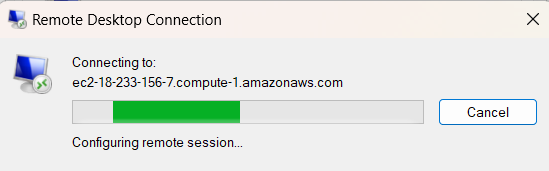 Remote Desktop Connection
Connecting to:
ec2-18-233-156-7.compute-1.amazonaws.com
Cancel
Configuring remote session...